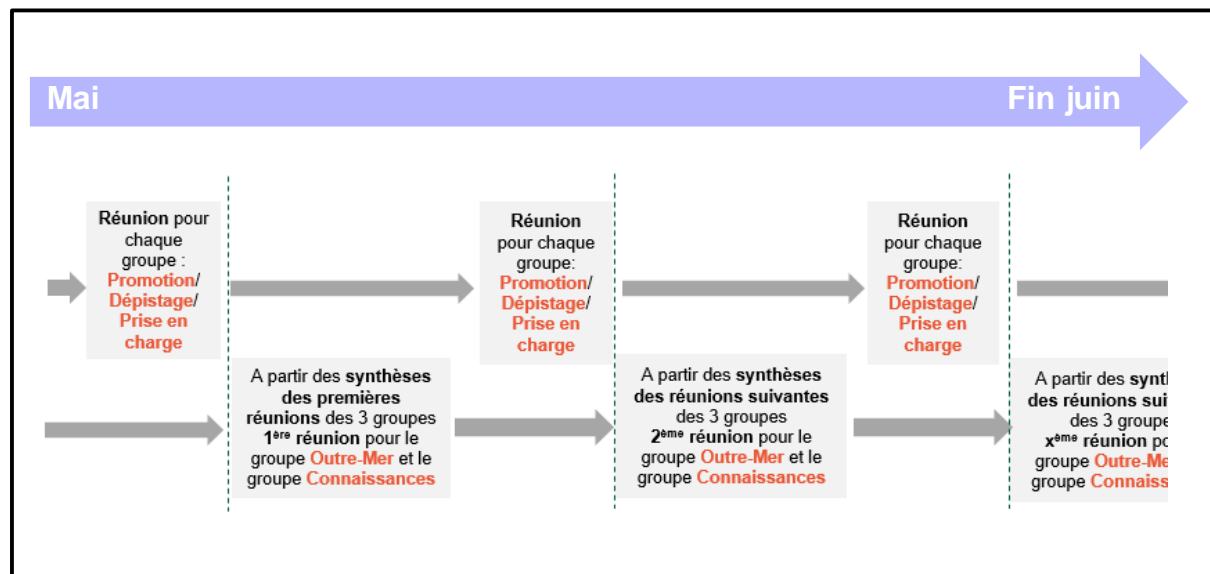 Mai
Fin juin
Réunion pour
chaque
groupe :
Promotion/
Dépistage/
Prise en
charge
Réunion
pour chaque
groupe:
Promotion/
Dépistage/
Prise en
charge
Réunion
pour chaque
groupe:
Promotion/
Dépistage/
Prise en
charge
A partir des synthèses
des premières
réunions des 3 groupes
1ère réunion pour le
groupe Outre-Mer et le
groupe Connaissances
A partir des synthèses
des réunions suivantes
des 3 groupes
2ème réunion pour le
groupe Outre-Mer et le
groupe Connaissances
A partir des
des réunions
des 3
xème réunion
groupe
groupe